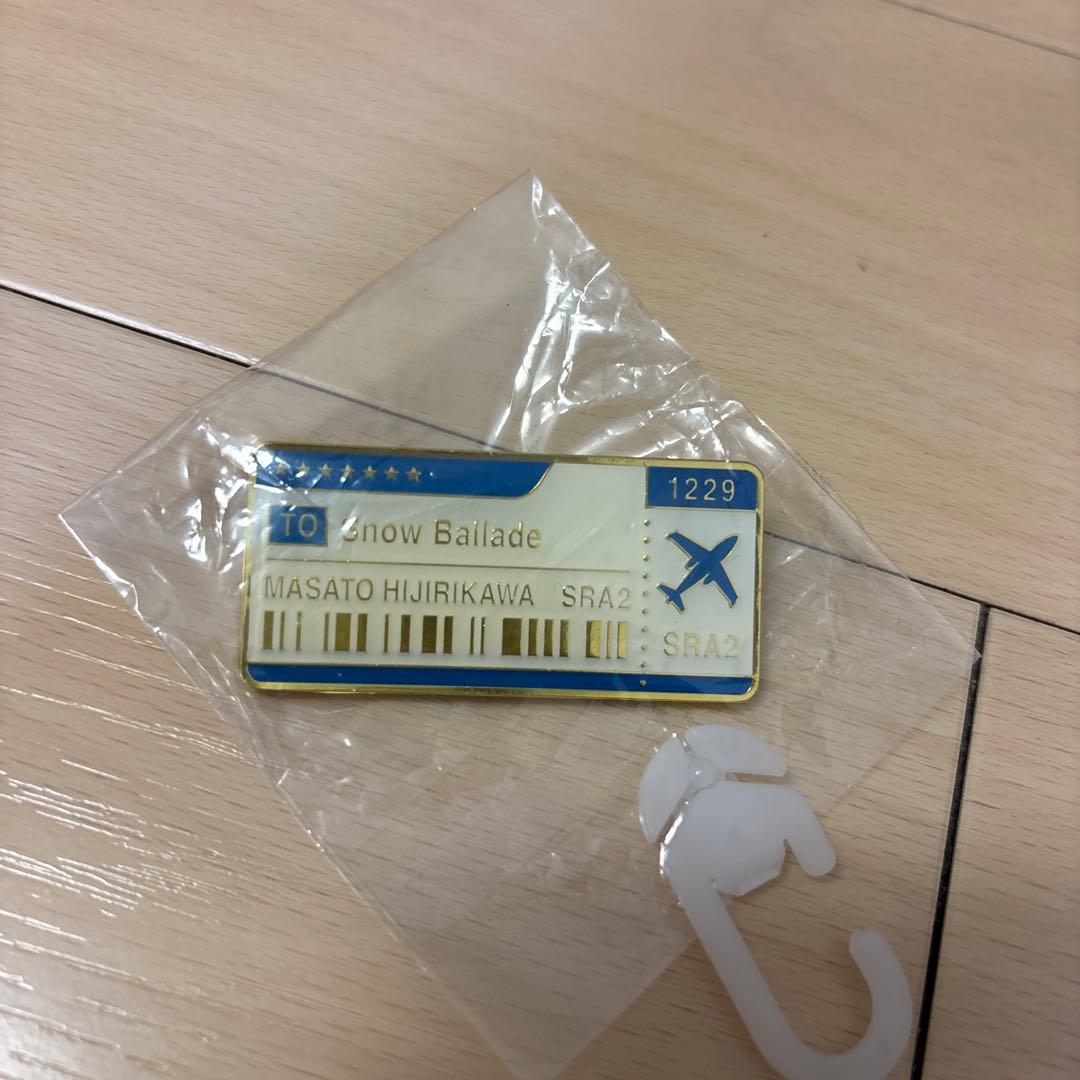 1229
TO Snow Ballade
MASATO HIJIRIKAWA SRA2
SRA2